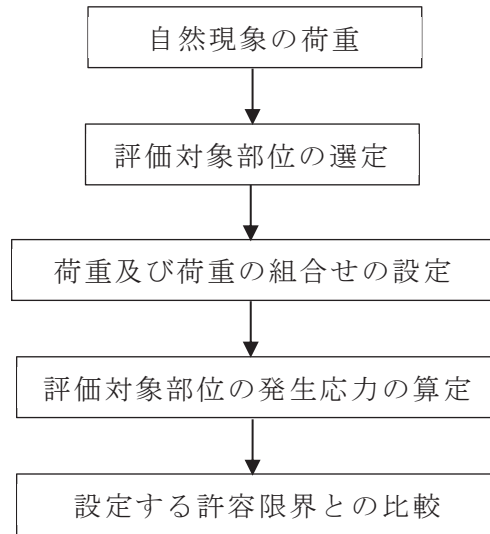 自然現象の荷重
評価対象部位の選定
荷重及び荷重の組合せの設定
評価対象部位の発生応力の算定
設定する許容限界との比較